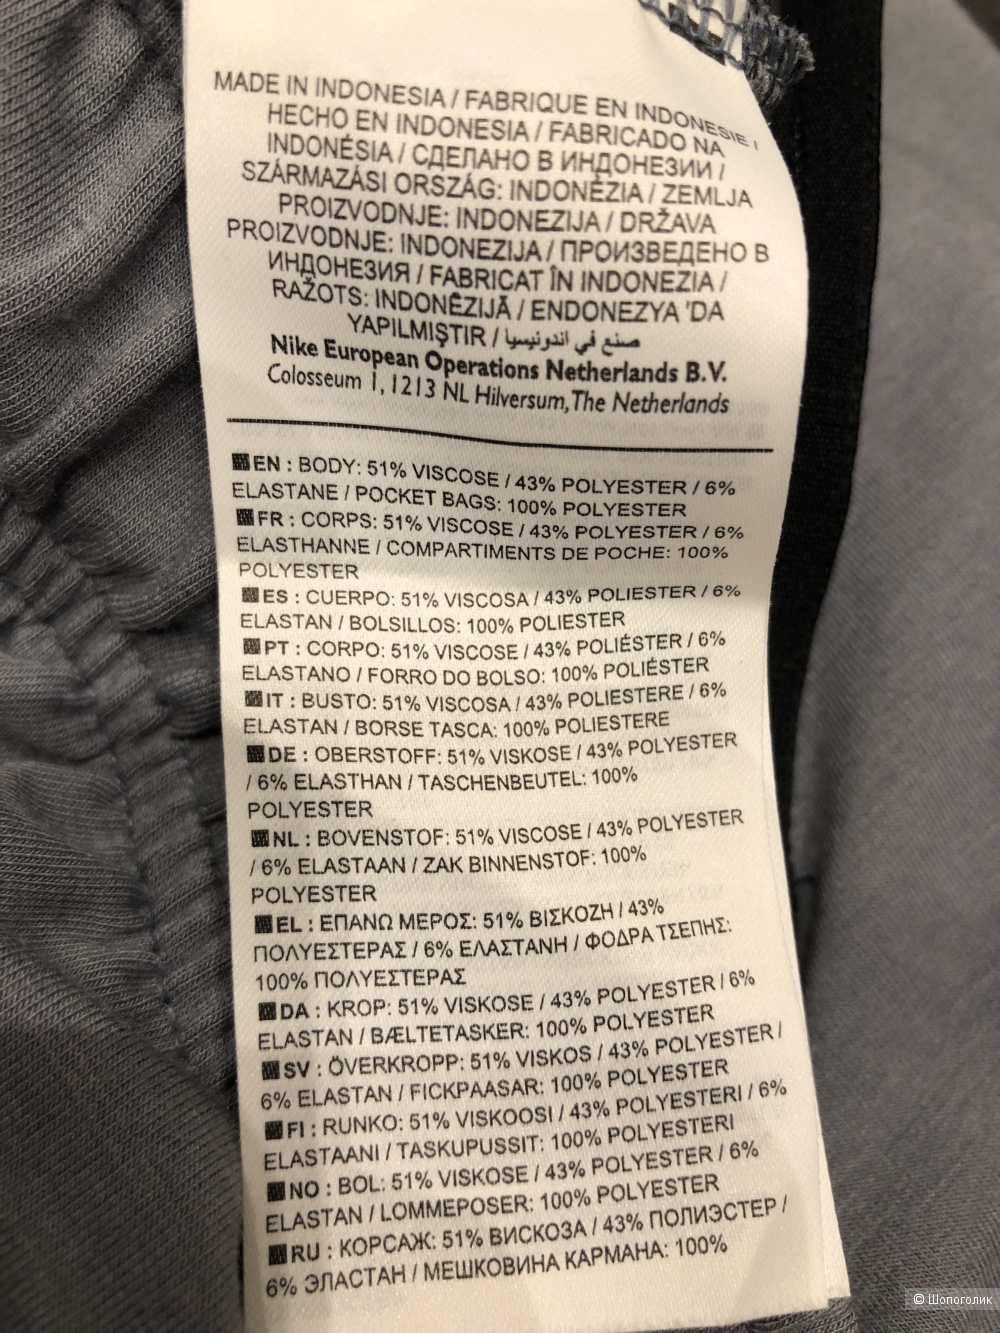 MADE IN INDONESIA / FABRIQUE EN INDONESIE /
HECHO EN INDONESIA / FABRICADO NA
INDONÉSIA / СДЕЛАНО В ИНДОНЕЗИИ /
SZÁRMAZÁSI ORSZÁG: INDONÉZIA / ZEMLJA
PROIZVODNJE: INDONEZIJA / DRŽAVA
PROIZVODNJE: INDONEZIJA / ПРОИЗВЕДЕНО В
ИНДОНЕЗИЯ / FABRICAT ÎN INDONEZIA /
RAŽOTS: INDONĒZIJĀ / ENDONEZYA 'DA
YAPILMIŞTIR / صنع في اندونيسيا
Nike European Operations Netherlands B.V.
Colosseum 1, 1213 NL Hilversum, The Netherlands
EN : BODY: 51% VISCOSE / 43% POLYESTER / 6%
ELASTANE / POCKET BAGS: 100% POLYESTER
FR : CORPS: 51% VISCOSE / 43% POLYESTER / 6%
ELASTHANNE / COMPARTIMENTS DE POCHE: 100%
POLYESTER
ES : CUERPO: 51% VISCOSA / 43% POLIESTER / 6%
ELASTAN / BOLSILLOS: 100% POLIESTER
PT : CORPO: 51% VISCOSE / 43% POLIÉSTER / 6%
ELASTANO / FORRO DO BOLSO: 100% POLIÉSTER
IT : BUSTO: 51% VISCOSA / 43% POLIESTERE / 6%
ELASTAN / BORSE TASCA: 100% POLIESTERE
DE : OBERSTOFF: 51% VISKOSE / 43% POLYESTER
/ 6% ELASTHAN / TASCHENBEUTEL: 100%
POLYESTER
NL : BOVENSTOF: 51% VISCOSE / 43% POLYESTER
/ 6% ELASTAAN / ZAK BINNENSTOF: 100%
POLYESTER
EL : ΕΠΑΝΩ ΜΕΡΟΣ: 51% ΒΙΣΚΟΖΗ / 43%
ΠΟΛΥΕΣΤΕΡΑΣ / 6% ΕΛΑΣΤΑΝΗ / ΦΟΔΡΑ ΤΣΕΠΗΣ:
100% ΠΟΛΥΕΣΤΕΡΑΣ
DA : KROP: 51% VISKOSE / 43% POLYESTER / 6%
ELASTAN / BÆLTETASKER: 100% POLYESTER
SV : ÖVERKROPP: 51% VISKOS / 43% POLYESTER /
6% ELASTAN / FICKPAASAR: 100% POLYESTER
FI : RUNKO: 51% VISKOOSI / 43% POLYESTERI / 6%
ELASTAANI / TASKUPUSSIT: 100% POLYESTERI
NO : BOL: 51% VISKOSE / 43% POLYESTER / 6%
ELASTAN / LOMMEPOSER: 100% POLYESTER
RU : КОРСАЖ: 51% ВИСКОЗА / 43% ПОЛИЭСТЕР /
6% ЭЛАСТАН / МЕШКОВИНА КАРМАНА: 100%
© Шопоголик